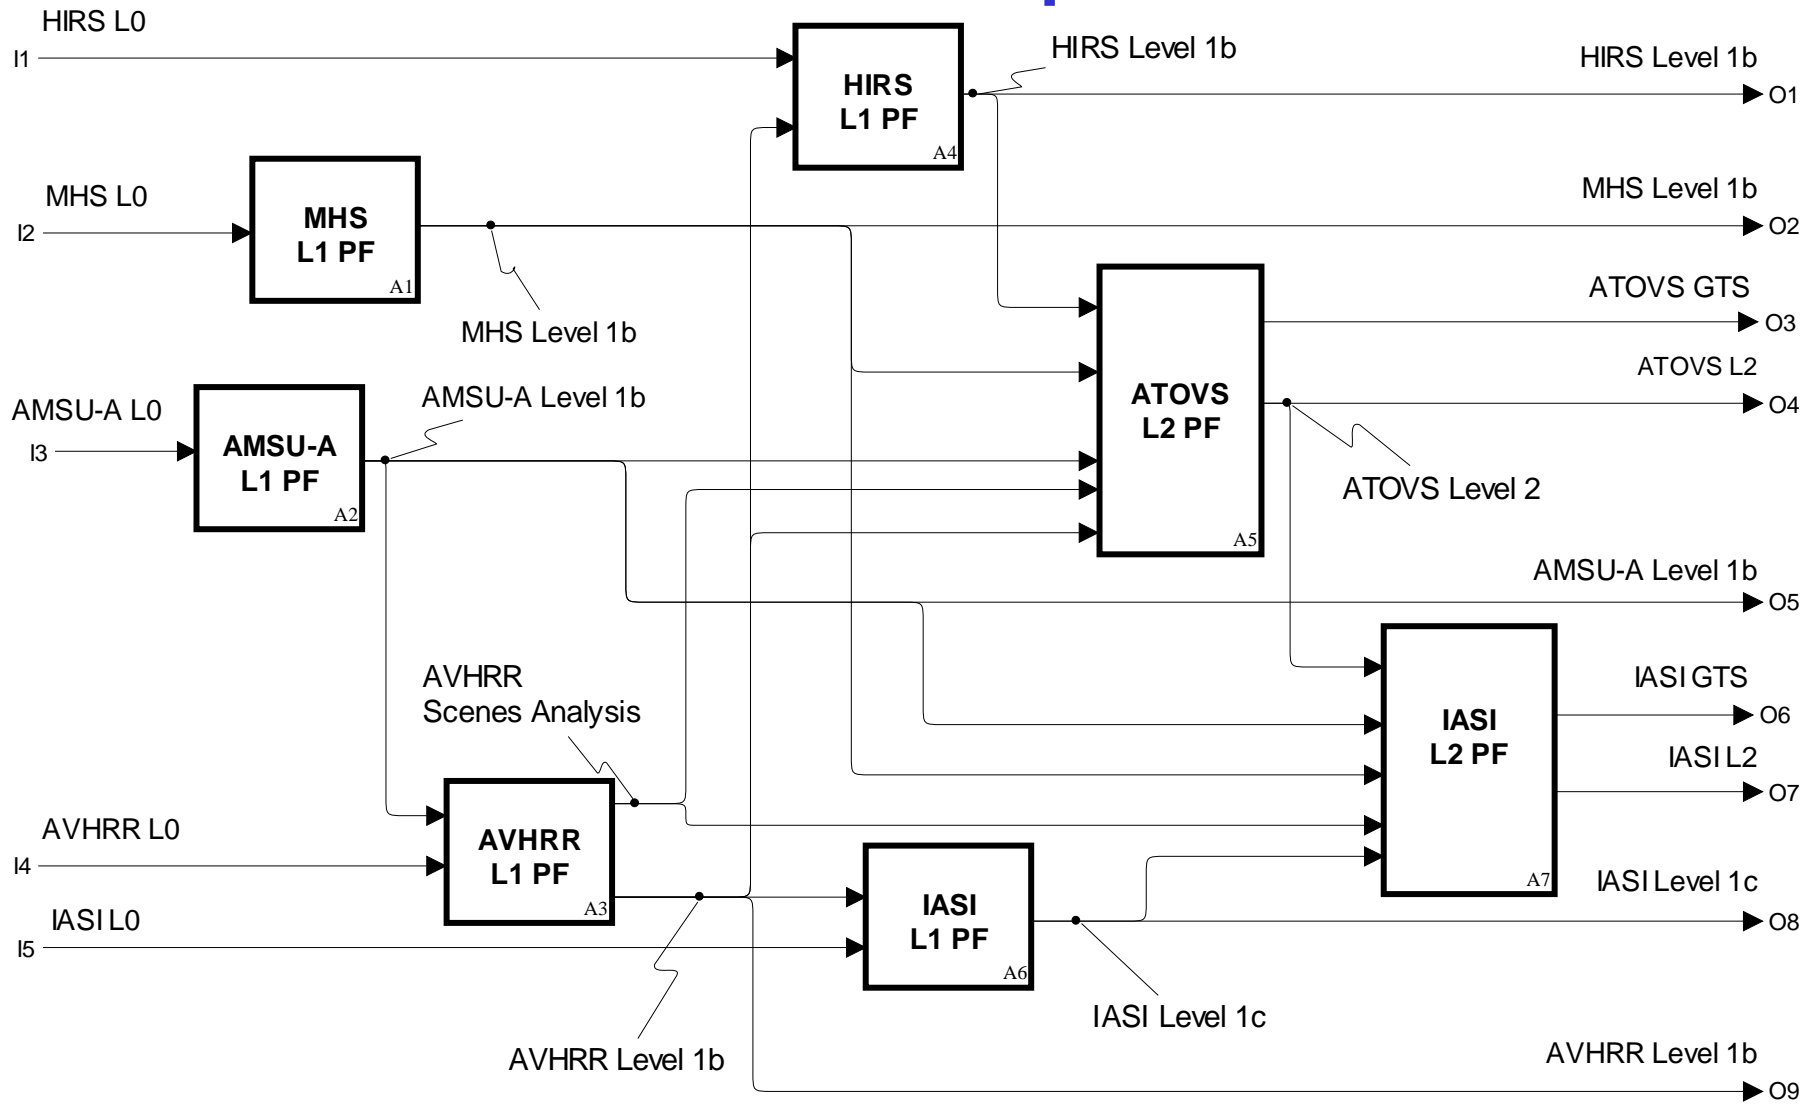 HIRS L0
I1
HIRS
L1 PF
A4
HIRS Level 1b
HIRS Level 1b
O1
MHS L0
I2
MHS
L1 PF
A1
MHS Level 1b
MHS Level 1b
O2
ATOVS GTS
O3
ATOVS L2
O4
ATOVS
L2 PF
A5
ATOVS Level 2
AMSU-A L0
I3
AMSU-A
L1 PF
A2
AMSU-A Level 1b
AMSU-A Level 1b
O5
AVHRR
Scenes Analysis
IASI
L2 PF
A7
IASI GTS
O6
IASI L2
O7
AVHRR L0
I4
AVHRR
L1 PF
A3
IASI L0
I5
IASI
L1 PF
A6
IASI Level 1c
O8
IASI Level 1c
AVHRR Level 1b
AVHRR Level 1b
O9